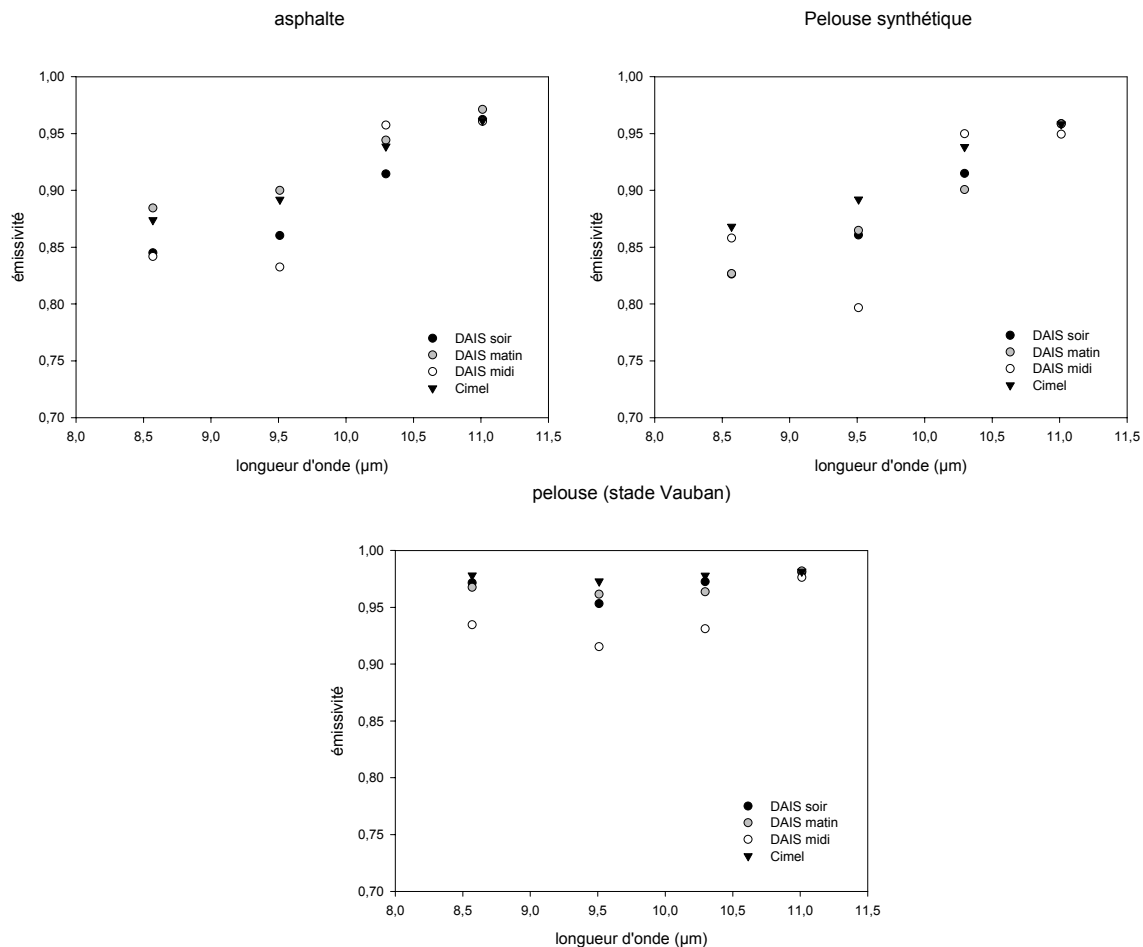 asphalte
1,00
0,95
0,90
0,85
0,80
0,75
0,70
émissivité
DAIS soir
DAIS matin
DAIS midi
Cimel
8,0 8,5 9,0 9,5 10,0 10,5 11,0 11,5
longueur d'onde (µm)
Pelouse synthétique
1,00
0,95
0,90
0,85
0,80
0,75
0,70
émissivité
DAIS soir
DAIS matin
DAIS midi
Cimel
8,0 8,5 9,0 9,5 10,0 10,5 11,0 11,5
longueur d'onde (µm)
pelouse (stade Vauban)
1,00
0,95
0,90
0,85
0,80
0,75
0,70
émissivité
DAIS soir
DAIS matin
DAIS midi
Cimel
8,0 8,5 9,0 9,5 10,0 10,5 11,0 11,5
longueur d'onde (µm)